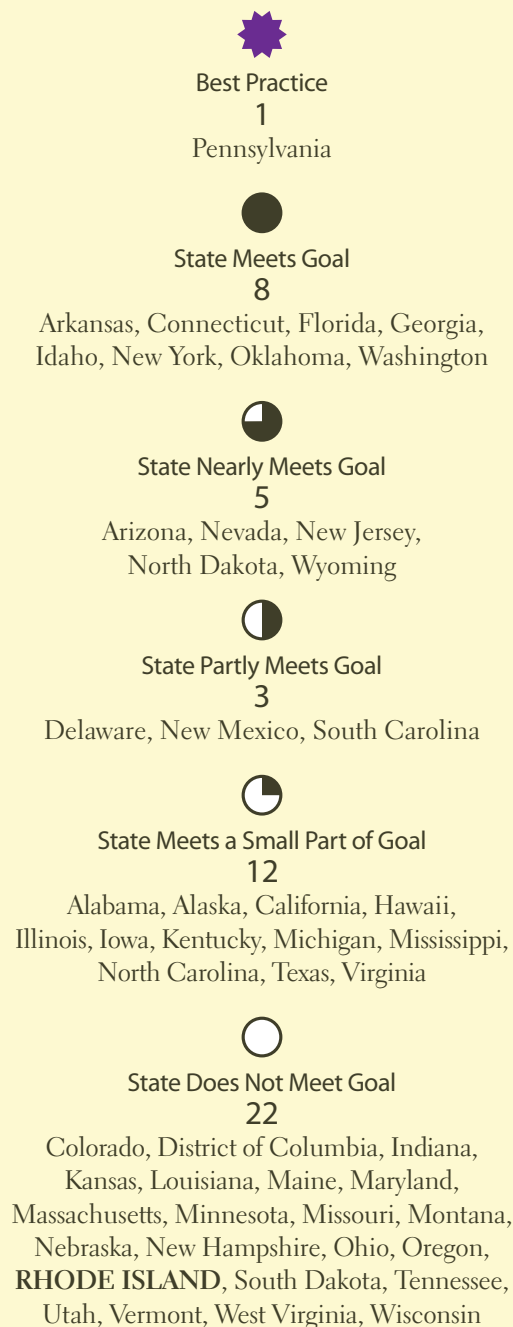 Best Practice
1
Pennsylvania
State Meets Goal
8
Arkansas, Connecticut, Florida, Georgia,
Idaho, New York, Oklahoma, Washington
State Nearly Meets Goal
5
Arizona, Nevada, New Jersey,
North Dakota, Wyoming
State Partly Meets Goal
3
Delaware, New Mexico, South Carolina
State Meets a Small Part of Goal
12
Alabama, Alaska, California, Hawaii,
Illinois, Iowa, Kentucky, Michigan, Mississippi,
North Carolina, Texas, Virginia
State Does Not Meet Goal
22
Colorado, District of Columbia, Indiana,
Kansas, Louisiana, Maine, Maryland,
Massachusetts, Minnesota, Missouri, Montana,
Nebraska, New Hampshire, Ohio, Oregon,
RHODE ISLAND, South Dakota, Tennessee,
Utah, Vermont, West Virginia, Wisconsin